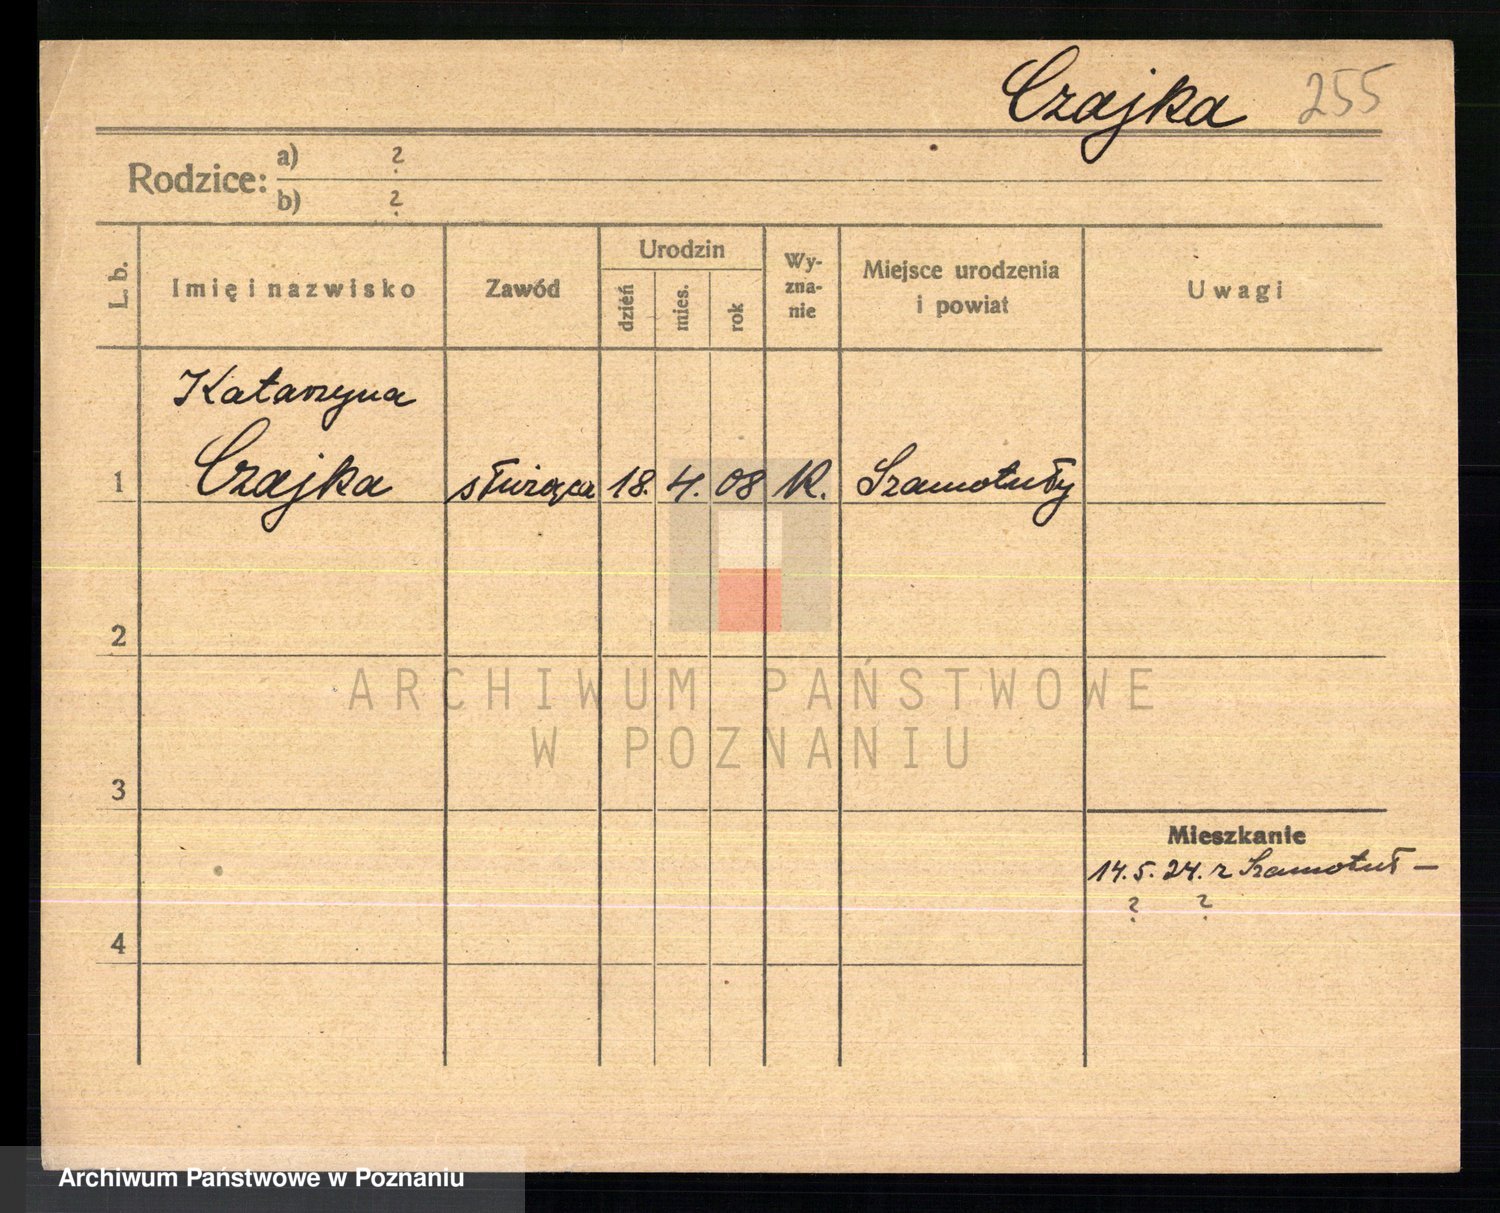 Czajka 255
Rodzice: a) ?
b) ?
L. b.
Imię i nazwisko
Zawód
Urodzin
dzień
mies.
rok
Wy-
zna-
nie
Miejsce urodzenia
i powiat
Uwagi
Katarzyna
1 Czajka służąca 18. 4. 08 K. Szamotuły
2
ARCHIWUM PAŃSTWOWE
W POZNANIU
3
Mieszkanie
14. 5. 24. z Szamotuł –
? ?
4
Archiwum Państwowe w Poznaniu